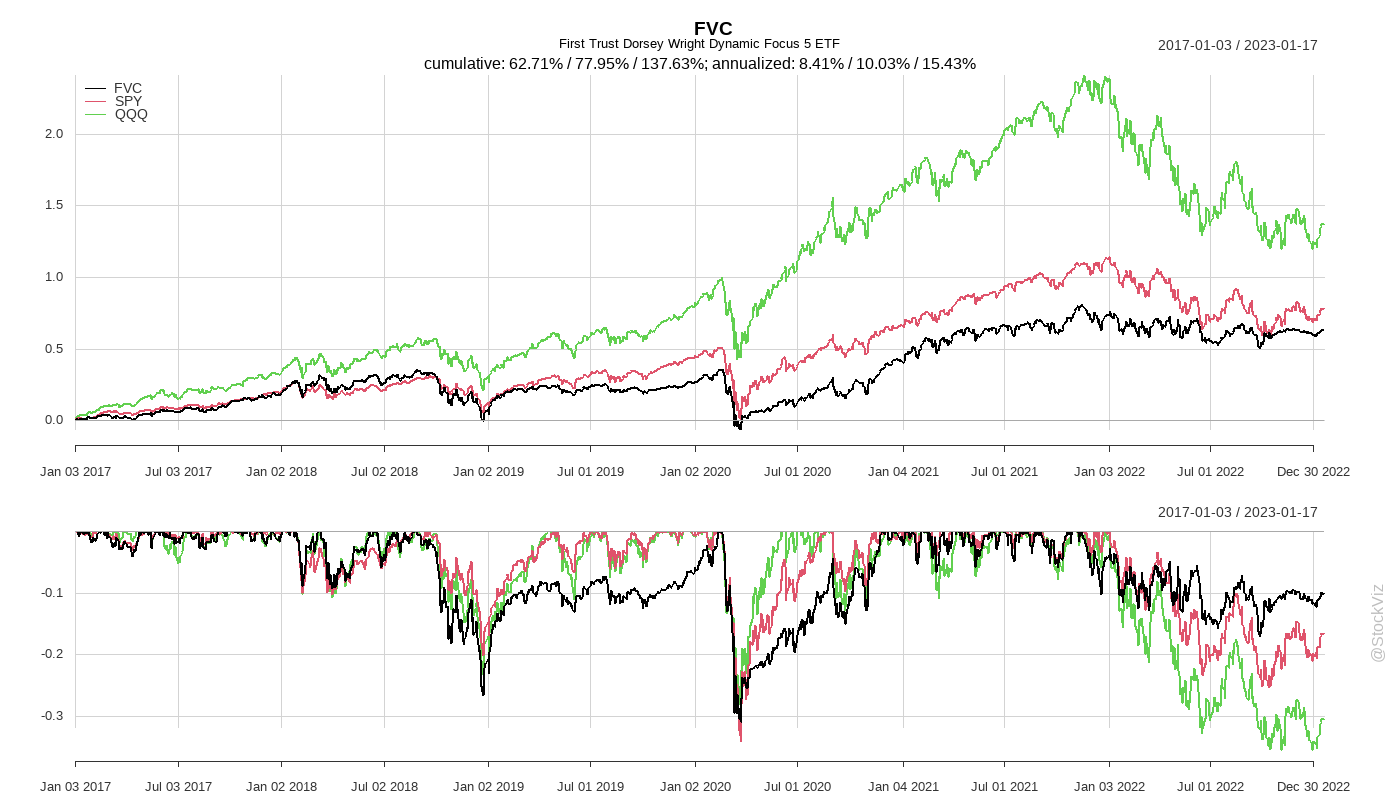 FVC
First Trust Dorsey Wright Dynamic Focus 5 ETF
2017-01-03 / 2023-01-17
cumulative: 62.71% / 77.95% / 137.63%; annualized: 8.41% / 10.03% / 15.43%
FVC
SPY
QQQ
2.0
1.5
1.0
0.5
0.0
Jan 03 2017 Jul 03 2017 Jan 02 2018 Jul 02 2018 Jan 02 2019 Jul 01 2019 Jan 02 2020 Jul 01 2020 Jan 04 2021 Jul 01 2021 Jan 03 2022 Jul 01 2022 Dec 30 2022
2017-01-03 / 2023-01-17
-0.1
-0.2
-0.3
Jan 03 2017 Jul 03 2017 Jan 02 2018 Jul 02 2018 Jan 02 2019 Jul 01 2019 Jan 02 2020 Jul 01 2020 Jan 04 2021 Jul 01 2021 Jan 03 2022 Jul 01 2022 Dec 30 2022
@StockViz